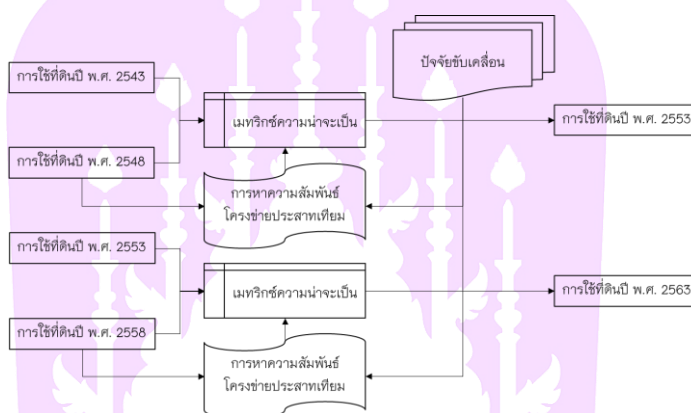 ปัจจัยขับเคลื่อน
การใช้ที่ดินปี พ.ศ. 2543
เมทริกซ์ความน่าจะเป็น
การใช้ที่ดินปี พ.ศ. 2553
การใช้ที่ดินปี พ.ศ. 2548
การหาความสัมพันธ์
โครงข่ายประสาทเทียม
การใช้ที่ดินปี พ.ศ. 2553
เมทริกซ์ความน่าจะเป็น
การใช้ที่ดินปี พ.ศ. 2563
การใช้ที่ดินปี พ.ศ. 2558
การหาความสัมพันธ์
โครงข่ายประสาทเทียม